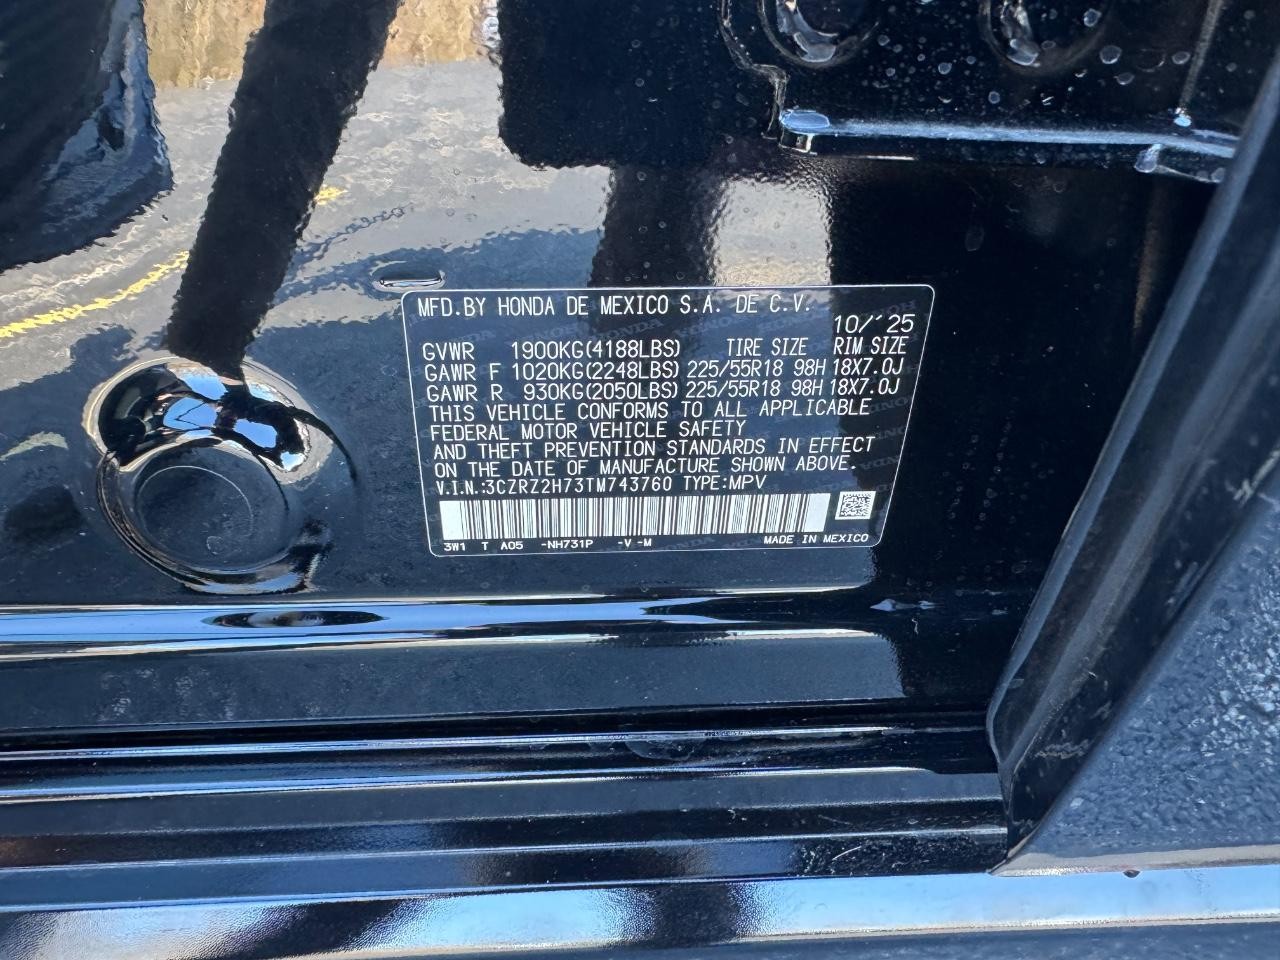 MFD.BY HONDA DE MEXICO S.A. DE C.V.
10/'25
GVWR 1900KG(4188LBS) TIRE SIZE RIM SIZE
GAWR F 1020KG(2248LBS) 225/55R18 98H 18X7.0J
GAWR R 930KG(2050LBS) 225/55R18 98H 18X7.0J
THIS VEHICLE CONFORMS TO ALL APPLICABLE
FEDERAL MOTOR VEHICLE SAFETY
AND THEFT PREVENTION STANDARDS IN EFFECT
ON THE DATE OF MANUFACTURE SHOWN ABOVE.
V.I.N.:3CZRZ2H73TM743760 TYPE:MPV
3W1 T A05 -NH731P -V -M MADE IN MEXICO